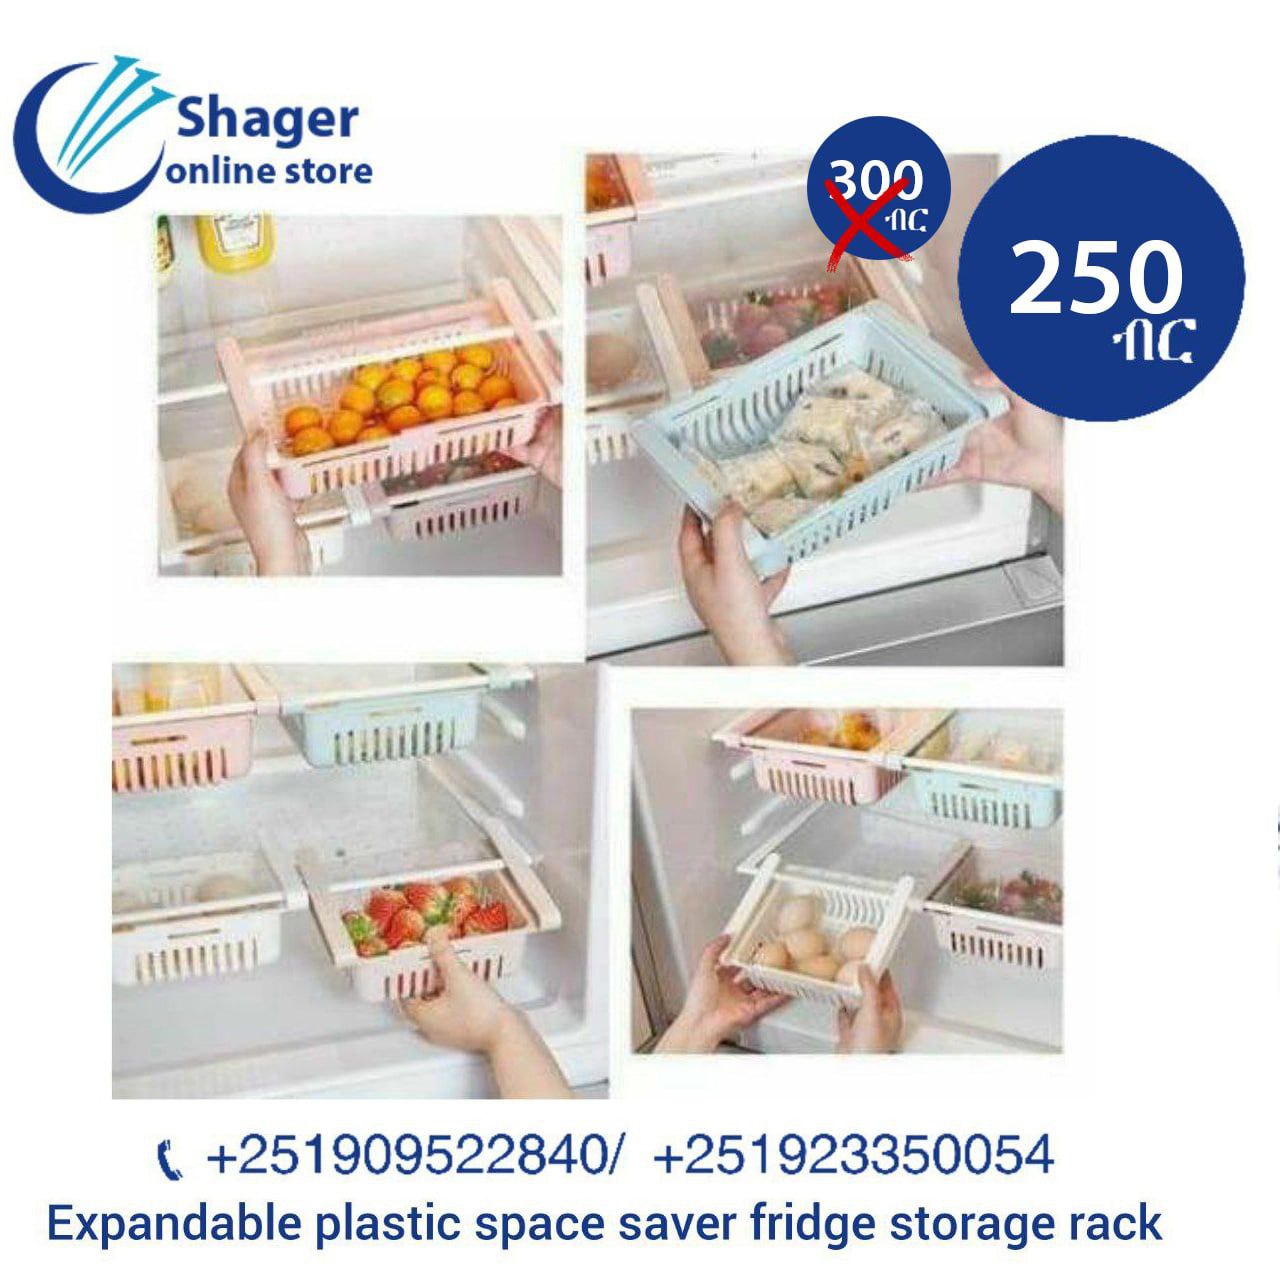 Shager
online store
300
ብር
250
ብር
+251909522840/ +251923350054
Expandable plastic space saver fridge storage rack